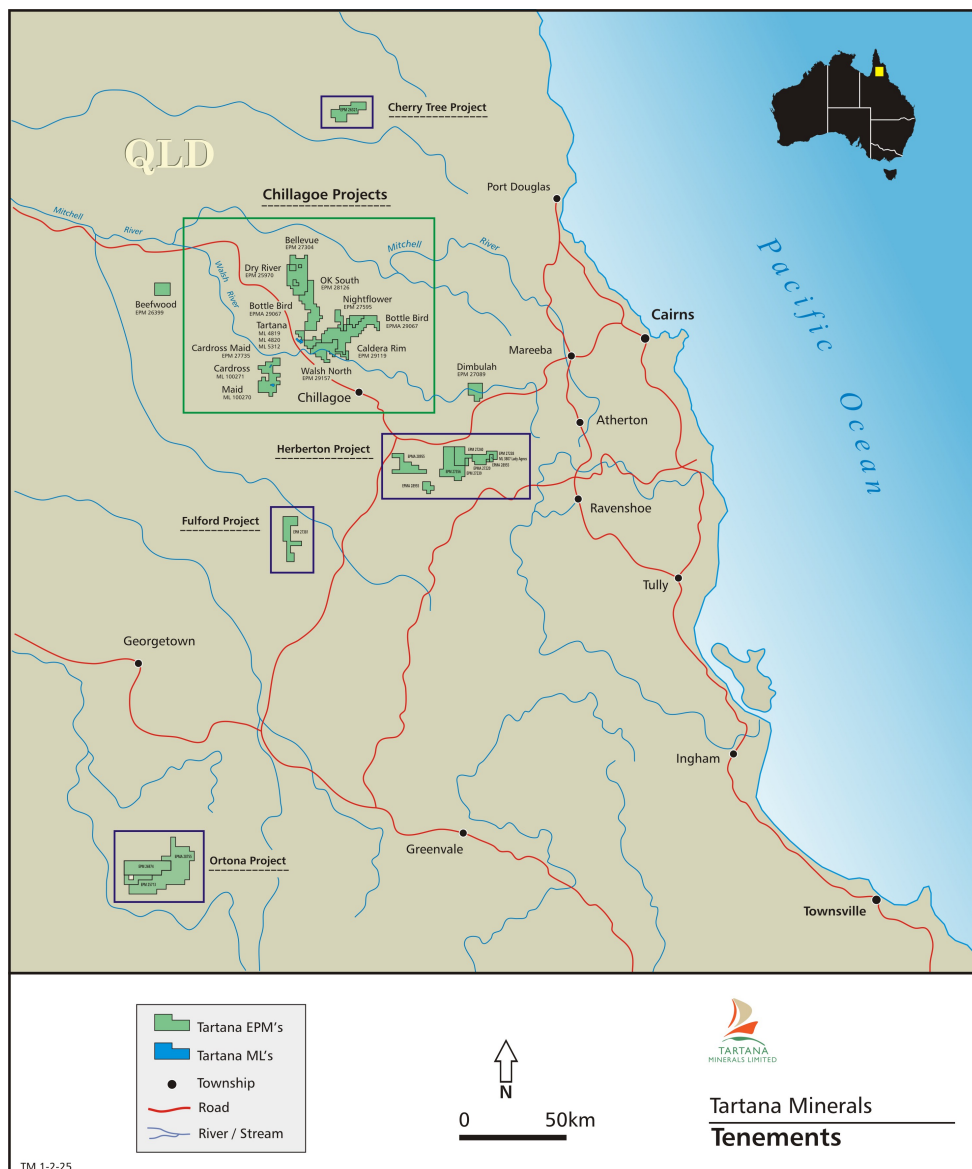 Cherry Tree Project
QLD
Port Douglas
Chillagoe Projects
Mitchell
River
Mitchell
River
Walsh
River
Bellevue
EPM 27304
Dry River
EPM 25970
OK South
EPM 28126
Nightflower
EPM 27595
Bottle Bird
EPMA 29067
Bottle Bird
EPMA 29067
Beefwood
EPM 26399
Tartana
ML 4819
ML 4820
ML 5312
Cardross Maid
EPM 27735
Caldera Rim
EPM 29119
Cardross
ML 100271
Walsh North
EPM 29157
Maid
ML 100270
Chillagoe
Dimbulah
EPM 27089
Mareeba
Cairns
Pacific
Ocean
Atherton
Herberton Project
Ravenshoe
Fulford Project
Tully
Georgetown
Ingham
Greenvale
Ortona Project
Townsville
Tartana EPM's
Tartana ML's
Township
Road
River / Stream
N
0 50km
TARTANA
MINERALS LIMITED
Tartana Minerals
Tenements
TM 1-2-25